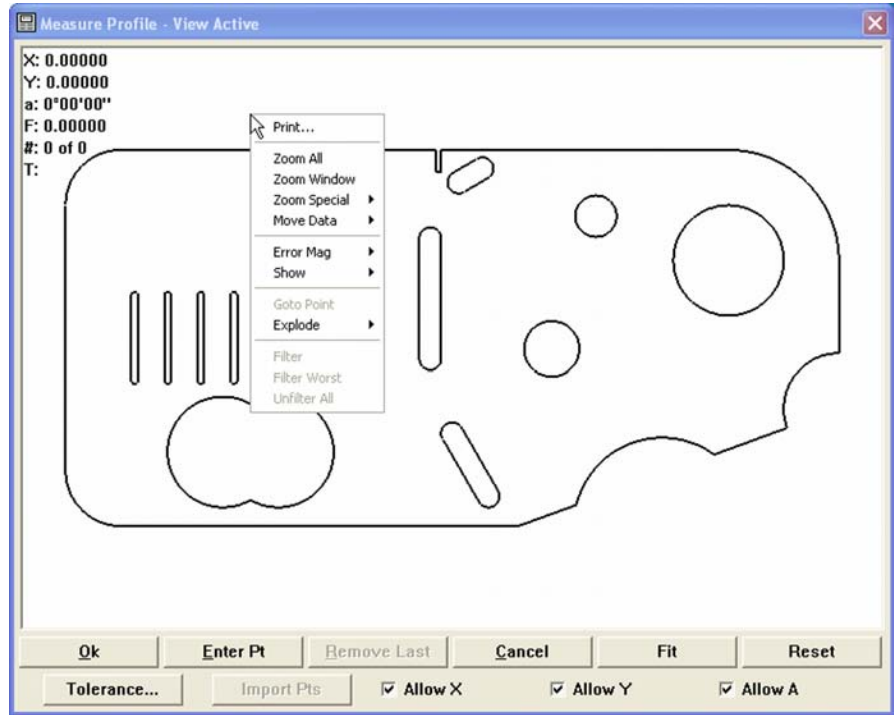 Measure Profile - View Active
X: 0.00000
Y: 0.00000
a: 0°00'00"
F: 0.00000
#: 0 of 0
T:
Print...
Zoom All
Zoom Window
Zoom Special
Move Data
Error Mag
Show
Goto Point
Explode
Filter
Filter Worst
Unfilter All
Ok Enter Pt Remove Last Cancel Fit Reset
Tolerance... Import Pts Allow X Allow Y Allow A